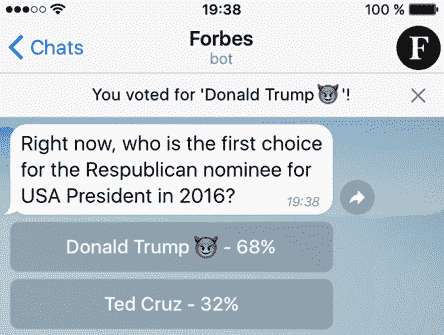 19:38
100 %
Chats
Forbes
bot
F
You voted for 'Donald Trump😈'!
Right now, who is the first choice
for the Respublican nominee for
USA President in 2016?
19:38
Donald Trump 😈 - 68%
Ted Cruz - 32%